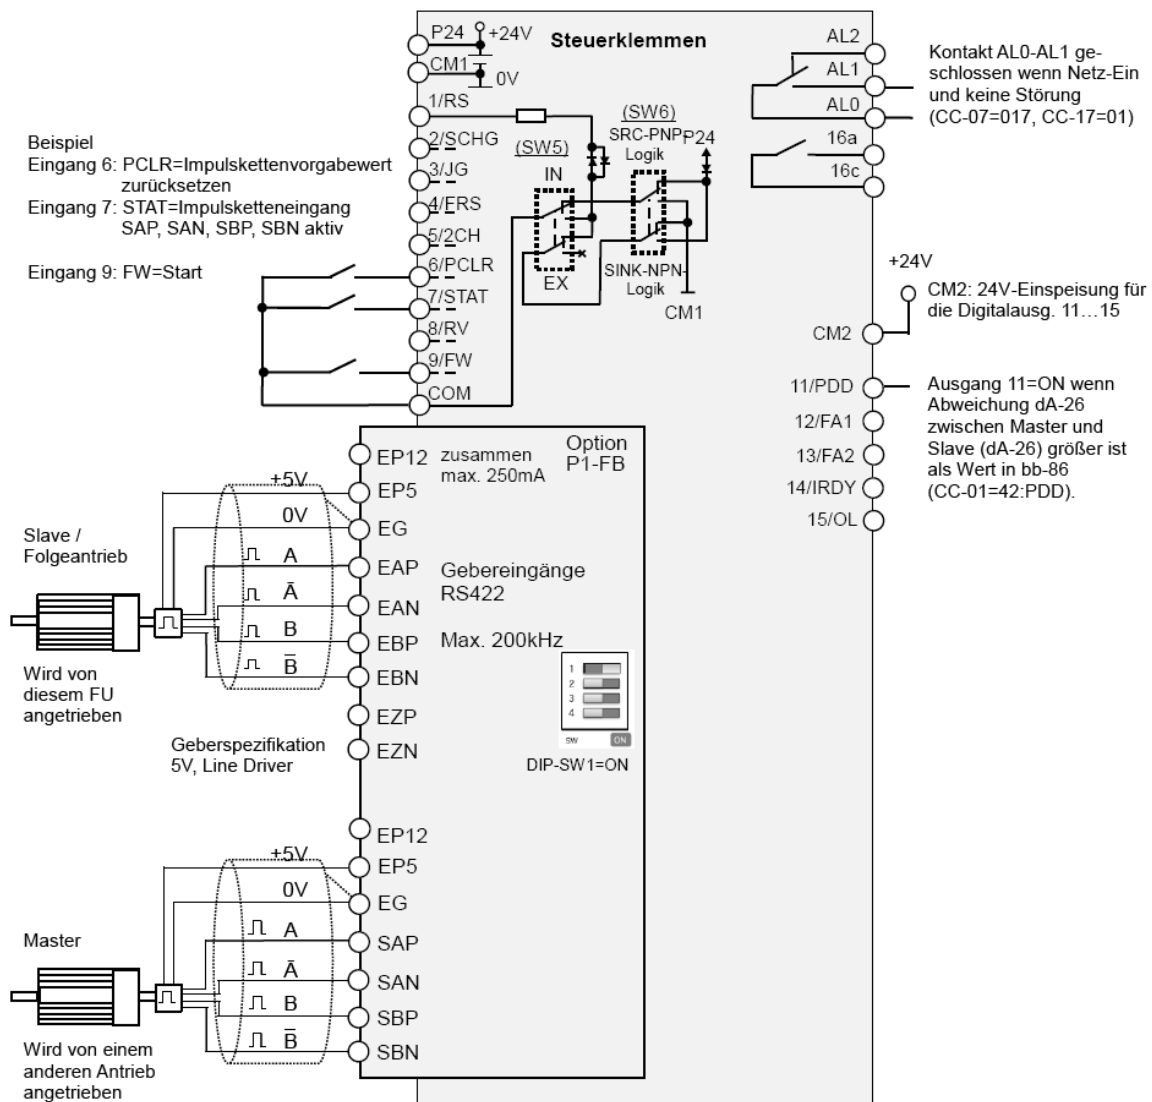 P24
+24V
Steuerklemmen
CM1
0V
1/RS
2/SCHG
3/JG
4/FRS
5/2CH
6/PCLR
7/STAT
8/RV
9/FW
COM
(SW5)
IN
EX
(SW6)
SRC-PNP-
Logik
P24
SINK-NPN-
Logik
CM1
AL2
AL1
AL0
16a
16c
Kontakt AL0-AL1 ge-
schlossen wenn Netz-Ein
und keine Störung
(CC-07=017, CC-17=01)
Beispiel
Eingang 6: PCLR=Impulskettenvorgabewert
zurücksetzen
Eingang 7: STAT=Impulsketteneingang
SAP, SAN, SBP, SBN aktiv
Eingang 9: FW=Start
+24V
CM2: 24V-Einspeisung für
die Digitalausg. 11…15
CM2
11/PDD
12/FA1
13/FA2
14/IRDY
15/OL
Ausgang 11=ON wenn
Abweichung dA-26
zwischen Master und
Slave (dA-26) größer ist
als Wert in bb-86
(CC-01=42:PDD).
EP12
zusammen
max. 250mA
Option
P1-FB
+5V
EP5
0V
EG
Slave /
Folgeantrieb
A
EAP
Ā
EAN
B
EBP
B̄
EBN
Gebereingänge
RS422
Max. 200kHz
Wird von
diesem FU
angetrieben
EZP
EZN
Geberspezifikation
5V, Line Driver
1
2
3
4
SW
ON
DIP-SW1=ON
EP12
+5V
EP5
0V
EG
Master
A
SAP
Ā
SAN
B
SBP
B̄
SBN
Wird von einem
anderen Antrieb
angetrieben